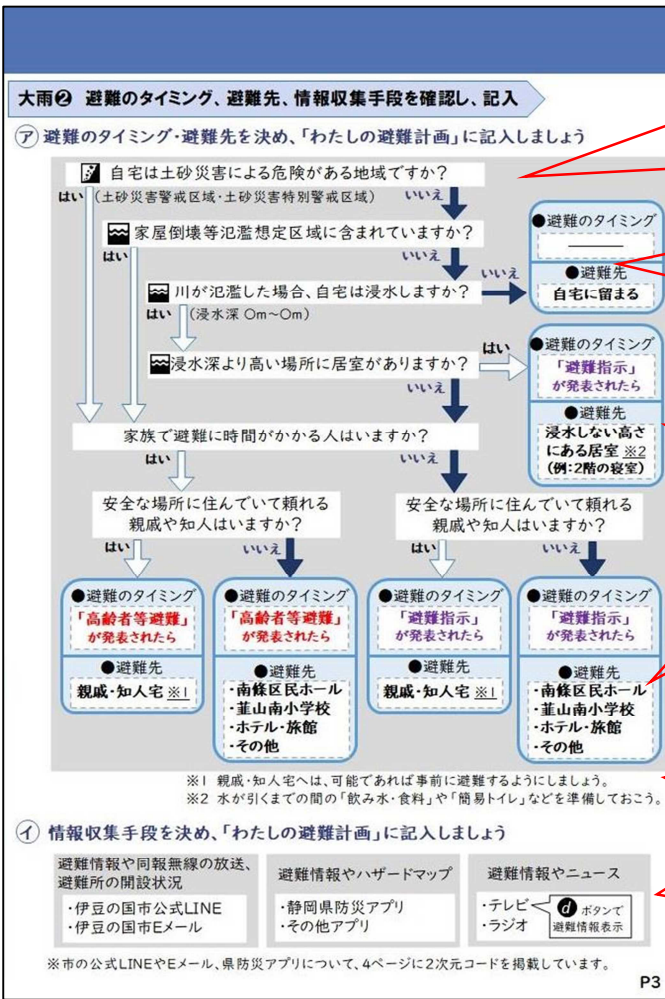 大雨❷ 避難のタイミング、避難先、情報収集手段を確認し、記入
㋐ 避難のタイミング・避難先を決め、「わたしの避難計画」に記入しましょう
自宅は土砂災害による危険がある地域ですか？
はい (土砂災害警戒区域・土砂災害特別警戒区域) いいえ
家屋倒壊等氾濫想定区域に含まれていますか？
はい いいえ
川が氾濫した場合、自宅は浸水しますか？
いいえ
はい (浸水深 〇m～〇m)
●避難のタイミング
●避難先
自宅に留まる
浸水深より高い場所に居室がありますか？
はい
いいえ
●避難のタイミング
「避難指示」
が発表されたら
●避難先
浸水しない高さ
にある居室 ※2
(例:2階の寝室)
家族で避難に時間がかかる人はいますか？
はい いいえ
安全な場所に住んでいて頼れる
親戚や知人はいますか？
はい いいえ
安全な場所に住んでいて頼れる
親戚や知人はいますか？
はい いいえ
●避難のタイミング
「高齢者等避難」
が発表されたら
●避難先
親戚・知人宅 ※1
●避難のタイミング
「高齢者等避難」
が発表されたら
●避難先
・南條区民ホール
・韮山南小学校
・ホテル・旅館
・その他
●避難のタイミング
「避難指示」
が発表されたら
●避難先
親戚・知人宅 ※1
●避難のタイミング
「避難指示」
が発表されたら
●避難先
・南條区民ホール
・韮山南小学校
・ホテル・旅館
・その他
※1 親戚・知人宅へは、可能であれば事前に避難するようにしましょう。
※2 水が引くまでの間の「飲み水・食料」や「簡易トイレ」などを準備しておこう。
㋑ 情報収集手段を決め、「わたしの避難計画」に記入しましょう
避難情報や同報無線の放送、
避難所の開設状況
・伊豆の国市公式LINE
・伊豆の国市Eメール
避難情報やハザードマップ
・静岡県防災アプリ
・その他アプリ
避難情報やニュース
・テレビ
・ラジオ
d ボタンで
避難情報表示
※市の公式LINEやEメール、県防災アプリについて、4ページに2次元コードを掲載しています。
P3